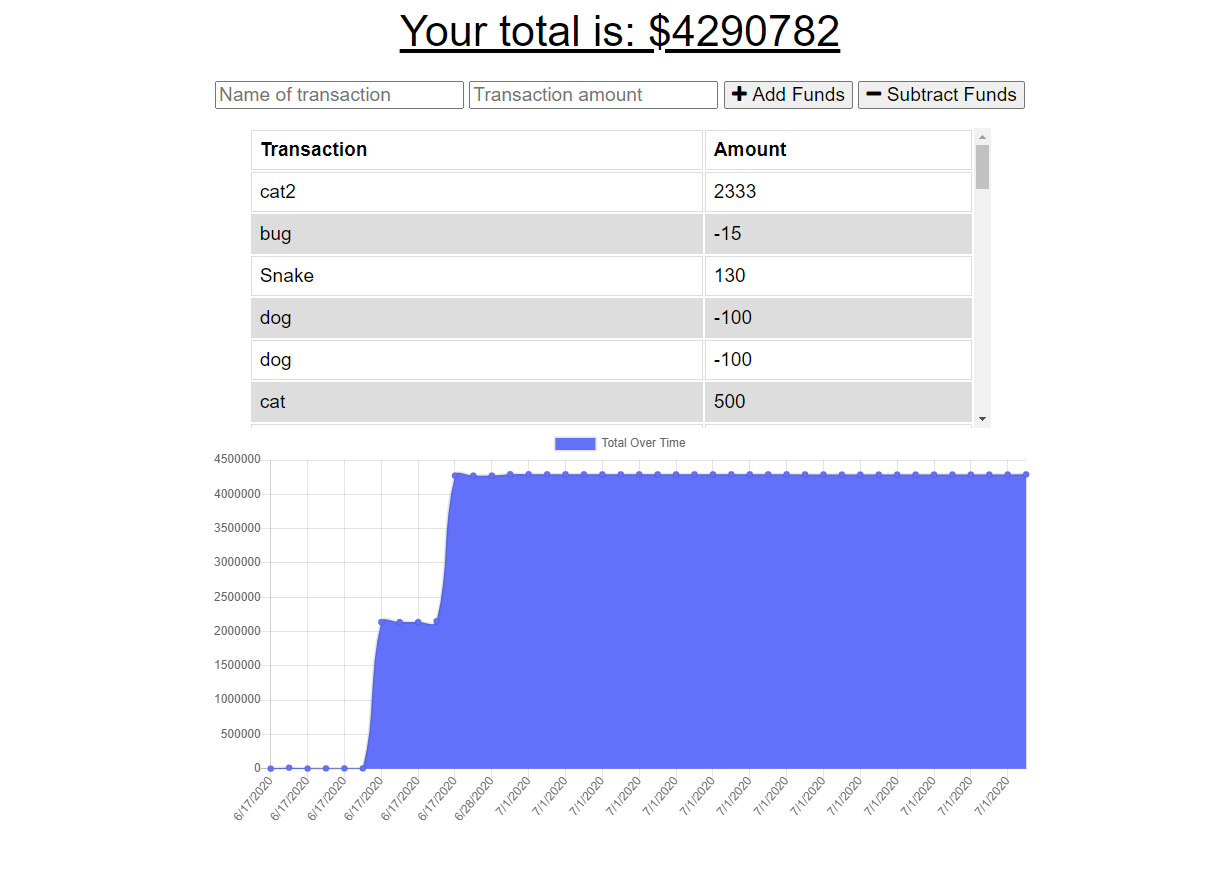 Your total is: $4290782
Name of transaction Transaction amount Add Funds Subtract Funds
Transaction Amount
cat2 2333
bug -15
Snake 130
dog -100
dog -100
cat 500
Total Over Time
4500000
4000000
3500000
3000000
2500000
2000000
1500000
1000000
500000
0
6/17/2020 6/17/2020 6/17/2020 6/17/2020 6/17/2020 6/17/2020 6/28/2020 7/1/2020 7/1/2020 7/1/2020 7/1/2020 7/1/2020 7/1/2020 7/1/2020 7/1/2020 7/1/2020 7/1/2020 7/1/2020 7/1/2020 7/1/2020 7/1/2020